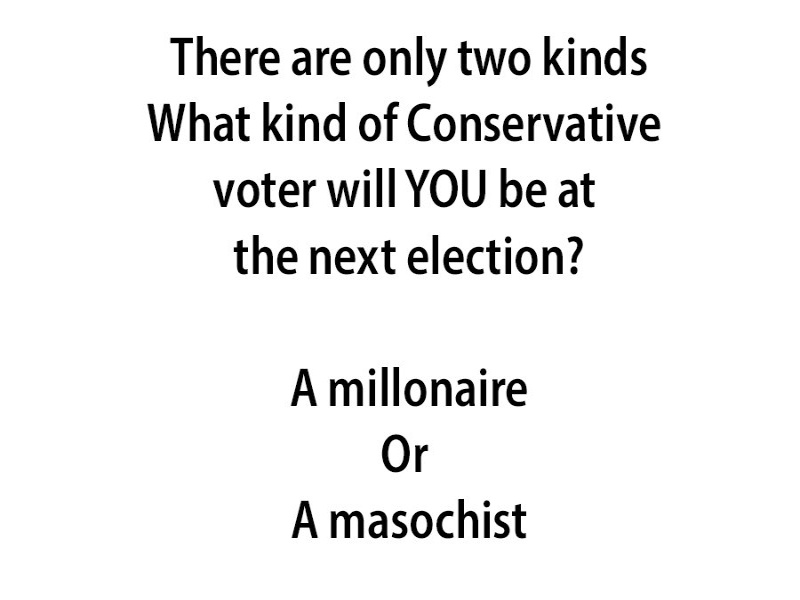 There are only two kinds
What kind of Conservative
voter will YOU be at
the next election?
A millonaire
Or
A masochist